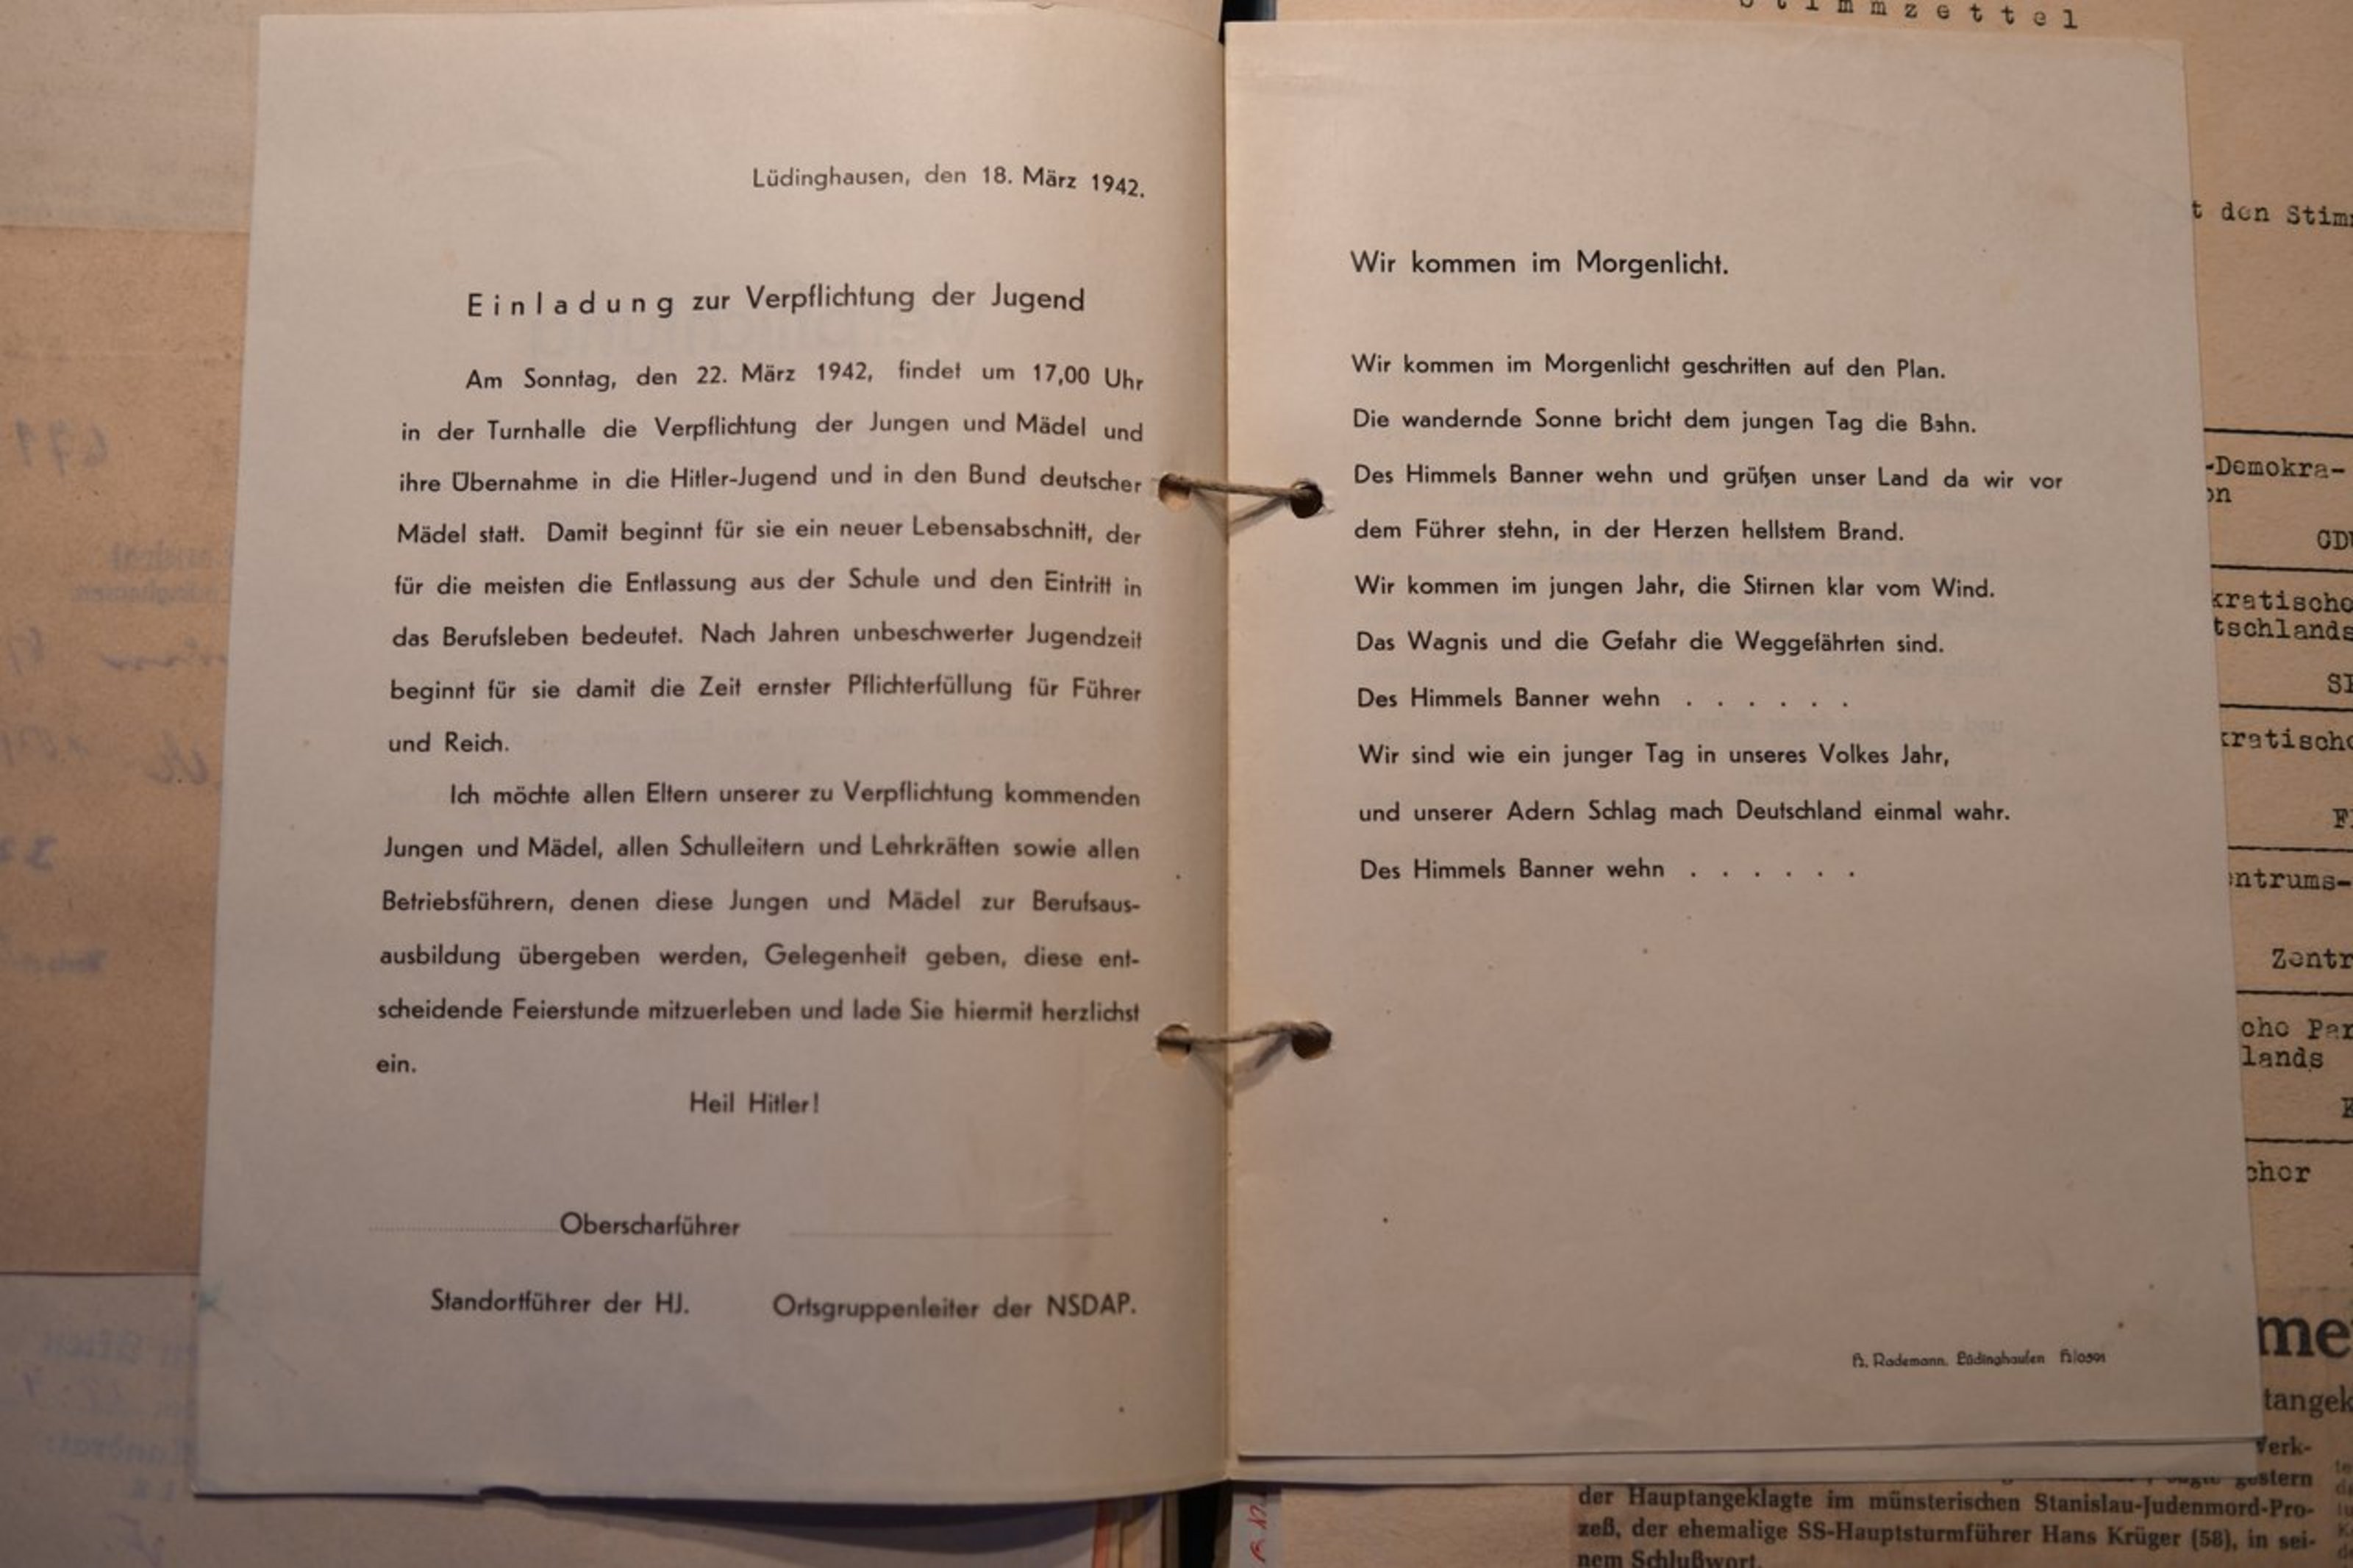 Lüdinghausen, den 18. März 1942.
Einladung zur Verpflichtung der Jugend
Am Sonntag, den 22. März 1942, findet um 17,00 Uhr
in der Turnhalle die Verpflichtung der Jungen und Mädel und
ihre Übernahme in die Hitler-Jugend und in den Bund deutscher
Mädel statt. Damit beginnt für sie ein neuer Lebensabschnitt, der
für die meisten die Entlassung aus der Schule und den Eintritt in
das Berufsleben bedeutet. Nach Jahren unbeschwerter Jugendzeit
beginnt für sie damit die Zeit ernster Pflichterfüllung für Führer
und Reich.
Ich möchte allen Eltern unserer zu Verpflichtung kommenden
Jungen und Mädel, allen Schulleitern und Lehrkräften sowie allen
Betriebsführern, denen diese Jungen und Mädel zur Berufsaus-
ausbildung übergeben werden, Gelegenheit geben, diese ent-
scheidende Feierstunde mitzuerleben und lade Sie hiermit herzlichst
ein.
Heil Hitler!
Oberscharführer
Standortführer der HJ. Ortsgruppenleiter der NSDAP.
Wir kommen im Morgenlicht.
Wir kommen im Morgenlicht geschritten auf den Plan.
Die wandernde Sonne bricht dem jungen Tag die Bahn.
Des Himmels Banner wehn und grüßen unser Land da wir vor
dem Führer stehn, in der Herzen hellstem Brand.
Wir kommen im jungen Jahr, die Stirnen klar vom Wind.
Das Wagnis und die Gefahr die Weggefährten sind.
Des Himmels Banner wehn . . . . . .
Wir sind wie ein junger Tag in unseres Volkes Jahr,
und unserer Adern Schlag mach Deutschland einmal wahr.
Des Himmels Banner wehn . . . . . .
H. Rademann, Lüdinghausen H/0391
Stimmzettel
t den Stim
-Demokra-
on
CD
kratische
tschlands
kratisch
entrums-
Zentr
che Par
lands
cher
me
tangek
Verk-
gestern
der Hauptangeklagte im münsterischen Stanislau-Judenmord-Pro-
zeß, der ehemalige SS-Hauptsturmführer Hans Krüger (58), in sei-
nem Schlußwort.